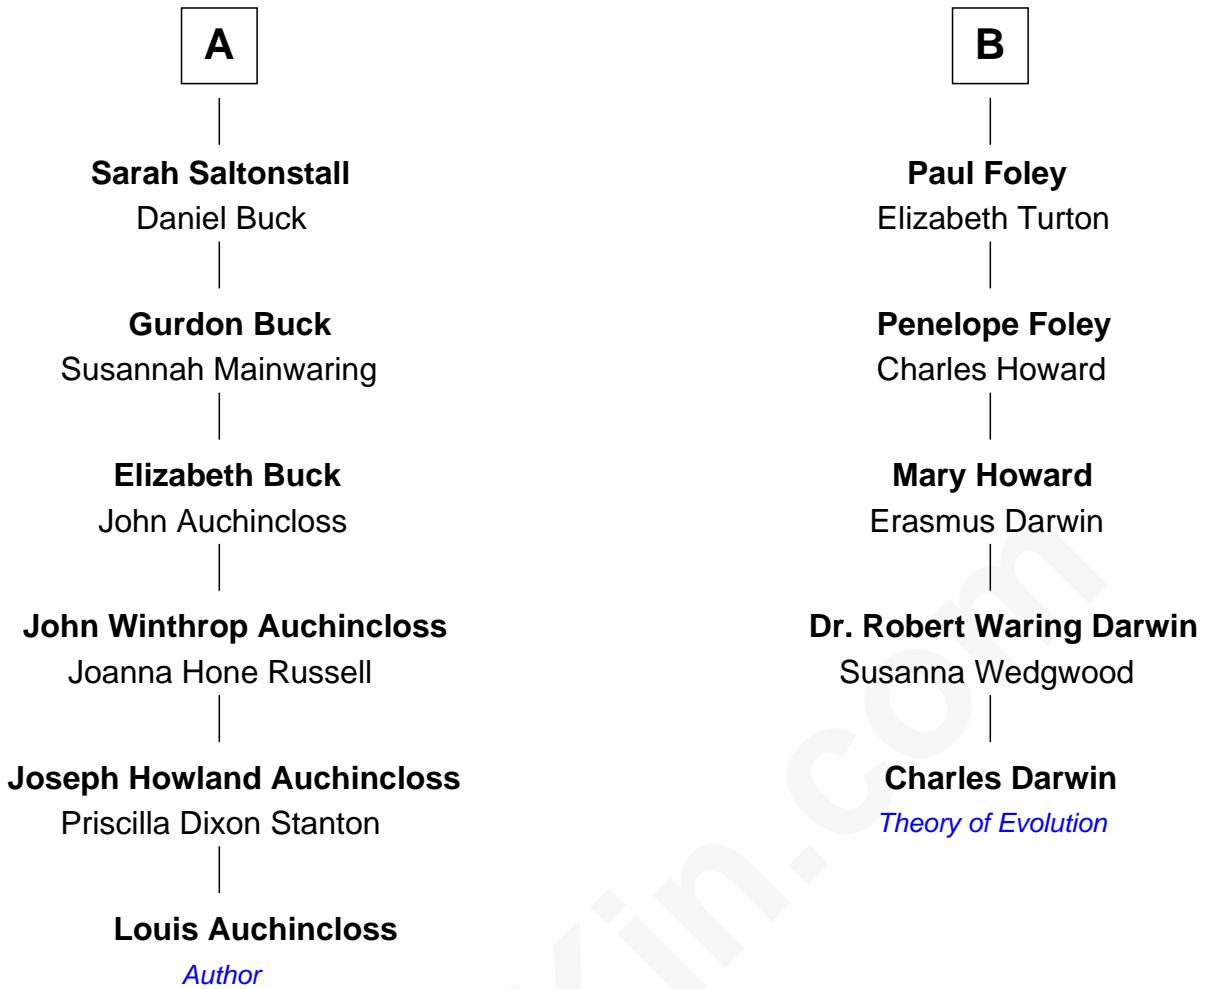 A
Sarah Saltonstall
Daniel Buck
Gurdon Buck
Susannah Mainwaring
Elizabeth Buck
John Auchincloss
John Winthrop Auchincloss
Joanna Hone Russell
Joseph Howland Auchincloss
Priscilla Dixon Stanton
Louis Auchincloss
Author
B
Paul Foley
Elizabeth Turton
Penelope Foley
Charles Howard
Mary Howard
Erasmus Darwin
Dr. Robert Waring Darwin
Susanna Wedgwood
Charles Darwin
Theory of Evolution
Kin.com